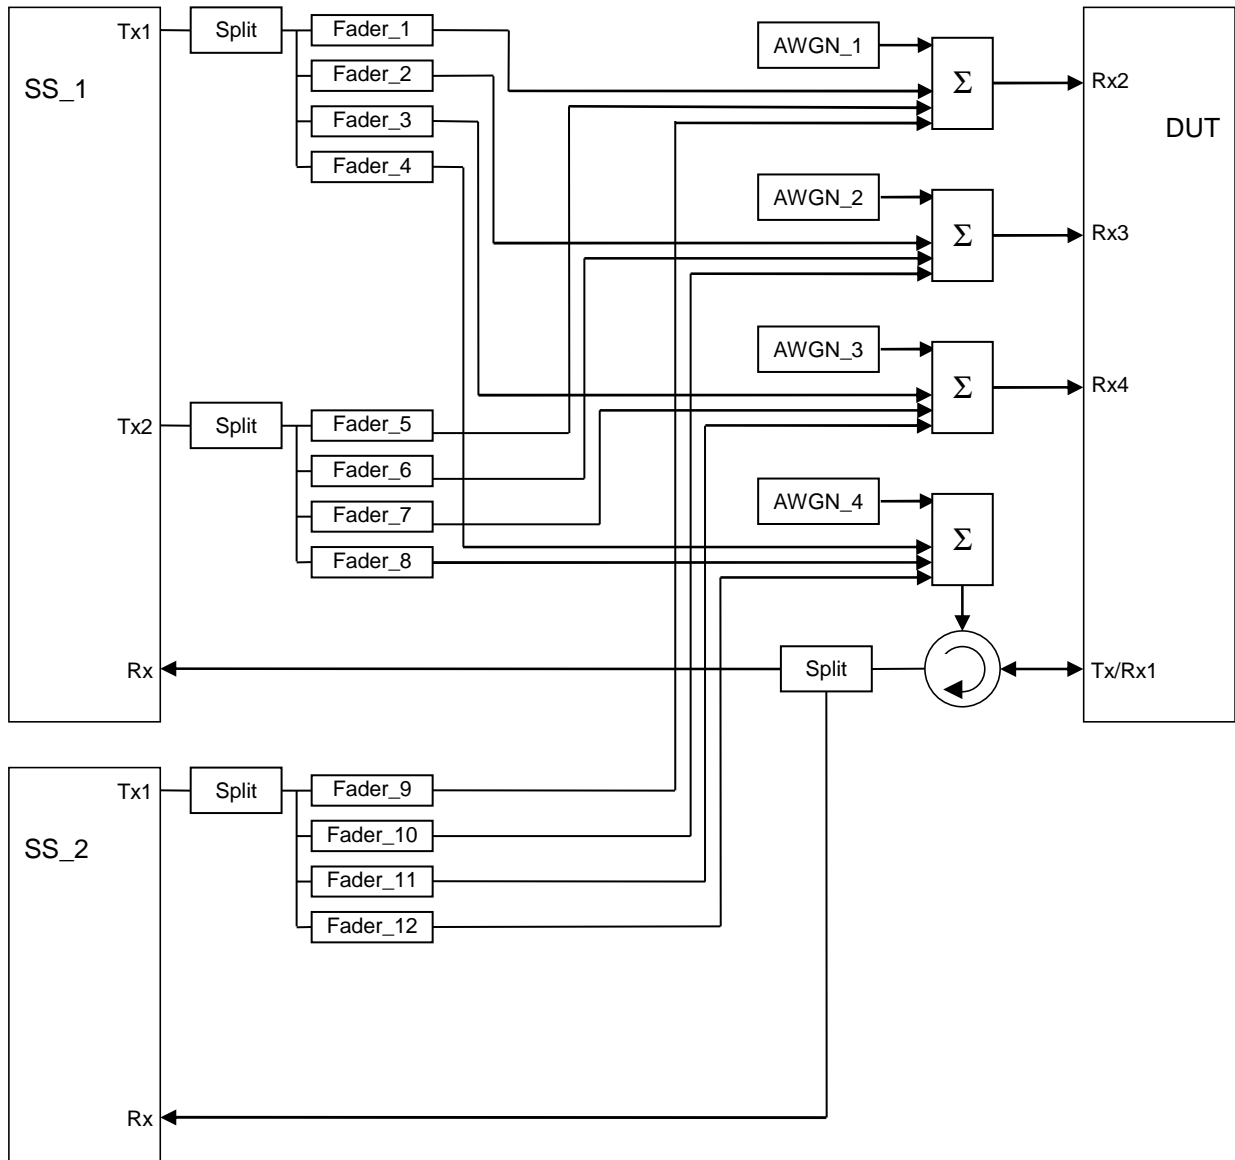 SS_1
Tx1
Split
Fader_1
Fader_2
Fader_3
Fader_4
AWGN_1
Σ
Rx2
DUT
AWGN_2
Σ
Rx3
AWGN_3
Σ
Rx4
Tx2
Split
Fader_5
Fader_6
Fader_7
Fader_8
AWGN_4
Σ
Rx
Split
Tx/Rx1
SS_2
Tx1
Split
Fader_9
Fader_10
Fader_11
Fader_12
Rx